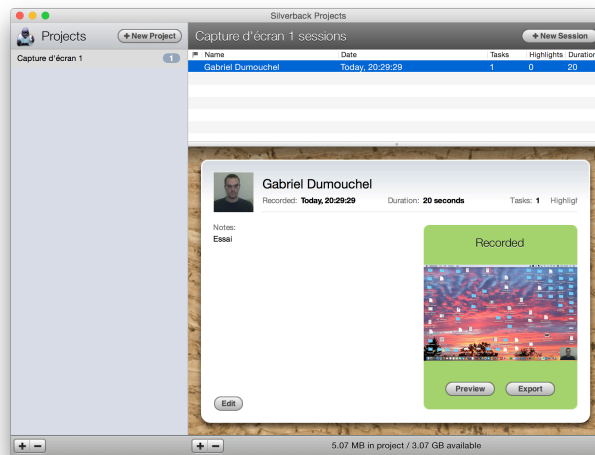 Silverback Projects
Projects
+ New Project
Capture d'écran 1 sessions
+ New Session
Capture d'écran 1
1
Name Date Tasks Highlights Duration
Gabriel Dumouchel Today, 20:29:29 1 0 20
Gabriel Dumouchel
Recorded: Today, 20:29:29 Duration: 20 seconds Tasks: 1 Highligh
Notes:
Essai
Recorded
Preview
Export
Edit
5.07 MB in project / 3.07 GB available